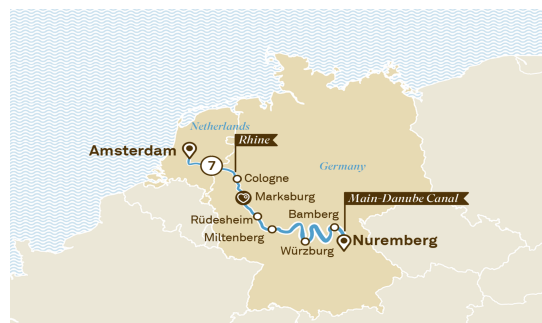 Netherlands
Rhine
Amsterdam
7
Germany
Cologne
Marksburg
Main-Danube Canal
Rüdesheim
Bamberg
Miltenberg
Würzburg
Nuremberg